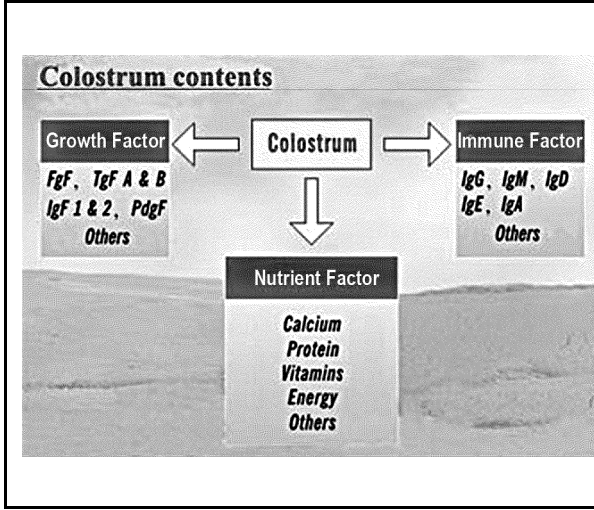 Colostrum contents
Growth Factor
FgF, TgF A & B
IgF 1 & 2, PdgF
Others
Colostrum
Immune Factor
IgG, IgM, IgD
IgE, IgA
Others
Nutrient Factor
Calcium
Protein
Vitamins
Energy
Others